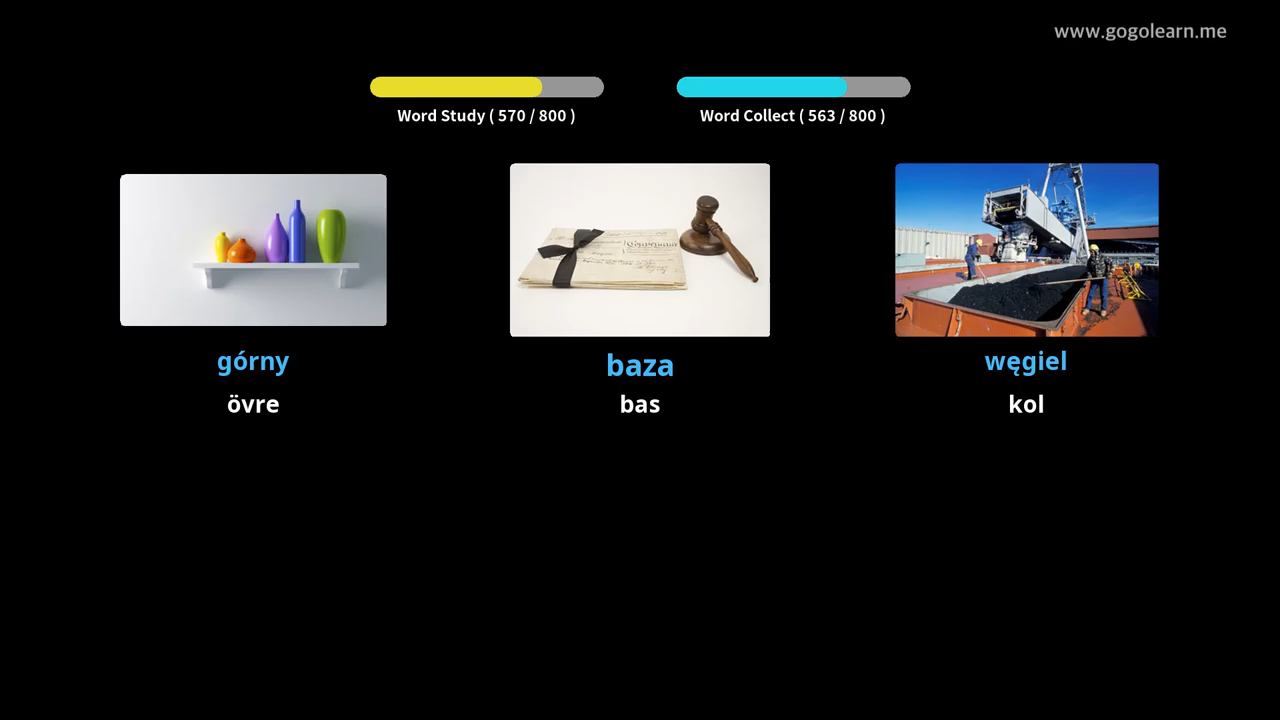 www.gogolearn.me
Word Study ( 570 / 800 )
Word Collect ( 563 / 800 )
górny
baza
węgiel
övre
bas
kol